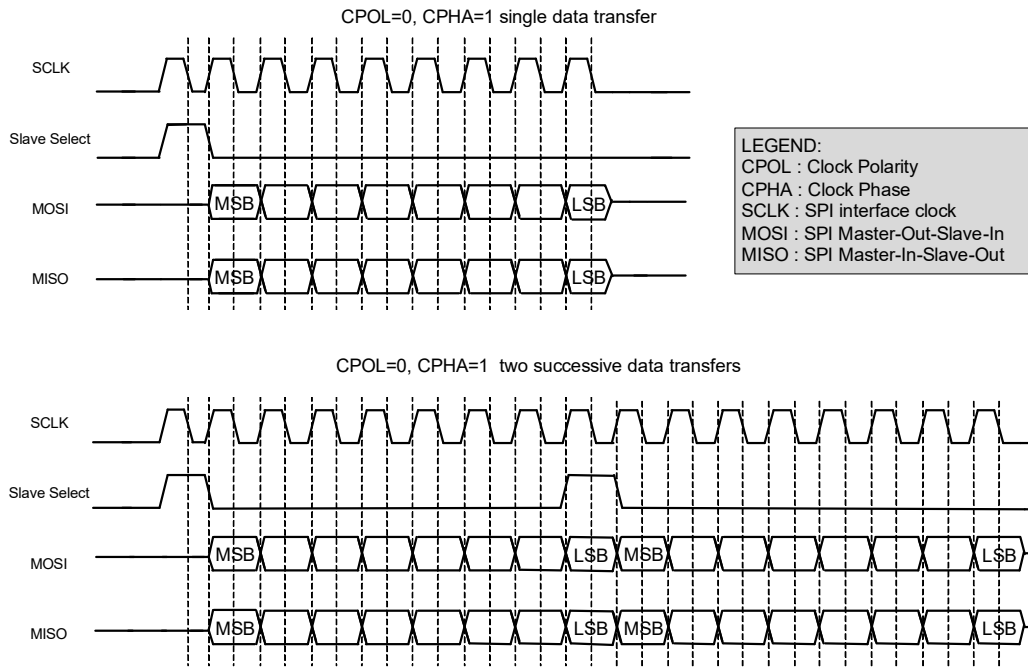 CPOL=0, CPHA=1 single data transfer
SCLK
Slave Select
MOSI
MSB
LSB
MISO
MSB
LSB
LEGEND:
CPOL : Clock Polarity
CPHA : Clock Phase
SCLK : SPI interface clock
MOSI : SPI Master-Out-Slave-In
MISO : SPI Master-In-Slave-Out
CPOL=0, CPHA=1 two successive data transfers
SCLK
Slave Select
MOSI
MSB
LSB
MSB
LSB
MISO
MSB
LSB
MSB
LSB